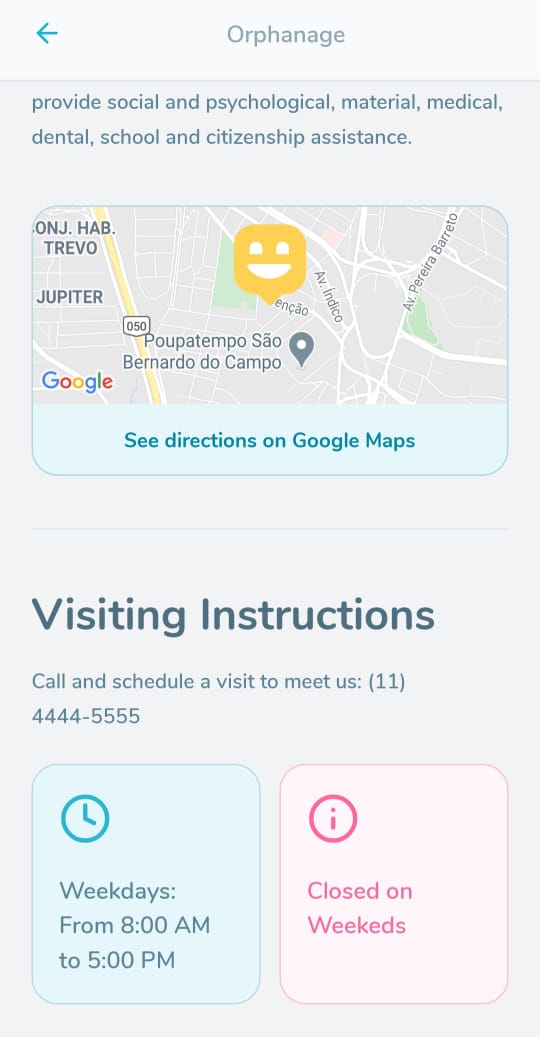 Orphanage
provide social and psychological, material, medical,
dental, school and citizenship assistance.
ONJ. HAB.
TREVO
JUPITER
050
Av. Índico
Av. Pereira Barreto
enção
Poupatempo São
Bernardo do Campo
Google
See directions on Google Maps
Visiting Instructions
Call and schedule a visit to meet us: (11)
4444-5555
Weekdays:
From 8:00 AM
to 5:00 PM
Closed on
Weekeds